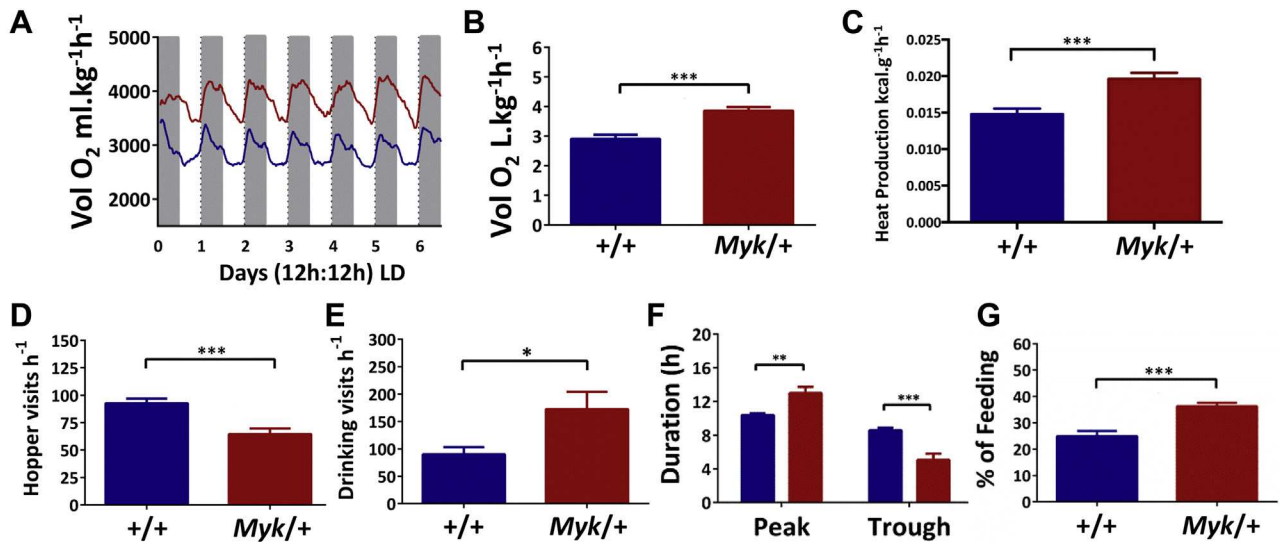 A
Vol O2 ml.kg-1h-1
5000
4000
3000
2000
0 1 2 3 4 5 6
Days (12h:12h) LD
B
Vol O2 L.kg-1h-1
6
5
4
3
2
1
0
***
+/+ Myk/+
C
Heat Production kcal.g-1h-1
0.025
0.020
0.015
0.010
0.005
0.000
***
+/+ Myk/+
D
Hopper visits h-1
150
125
100
75
50
25
0
***
+/+ Myk/+
E
Drinking visits h-1
300
250
200
150
100
50
0
*
+/+ Myk/+
F
Duration (h)
20
16
12
8
4
0
**
***
Peak Trough
G
% of Feeding
60
50
40
30
20
10
0
***
+/+ Myk/+